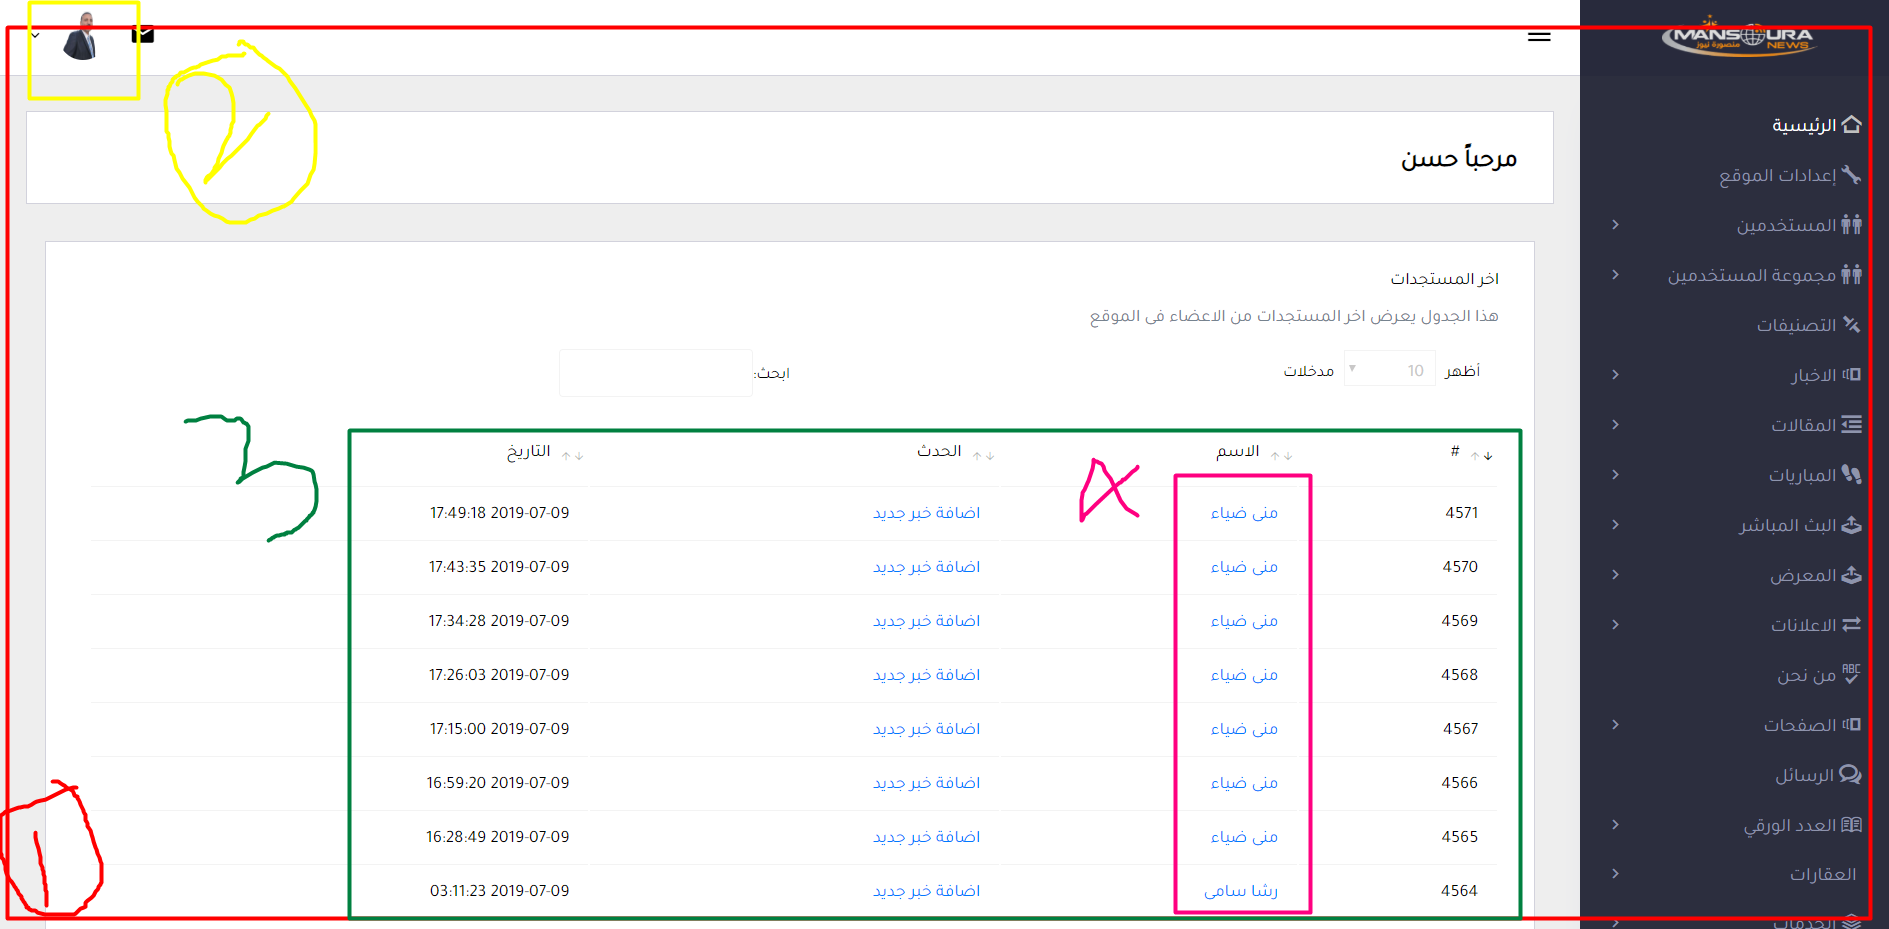 MANSOURA
NEWS منصورة نيوز
الرئيسية
إعدادات الموقع
المستخدمين
مجموعة المستخدمين
التصنيفات
الاخبار
المقالات
المباريات
البث المباشر
المعرض
الاعلانات
ABC من نحن
الصفحات
الرسائل
العدد الورقي
العقارات
الخدمات
مرحباً حسن
اخر المستجدات
هذا الجدول يعرض اخر المستجدات من الاعضاء فى الموقع
أظهر 10 مدخلات ابحث:
# الاسم الحدث التاريخ
4571 منى ضياء اضافة خبر جديد 2019-07-09 17:49:18
4570 منى ضياء اضافة خبر جديد 2019-07-09 17:43:35
4569 منى ضياء اضافة خبر جديد 2019-07-09 17:34:28
4568 منى ضياء اضافة خبر جديد 2019-07-09 17:26:03
4567 منى ضياء اضافة خبر جديد 2019-07-09 17:15:00
4566 منى ضياء اضافة خبر جديد 2019-07-09 16:59:20
4565 منى ضياء اضافة خبر جديد 2019-07-09 16:28:49
4564 رشا سامى اضافة خبر جديد 2019-07-09 03:11:23
1
2
3
4